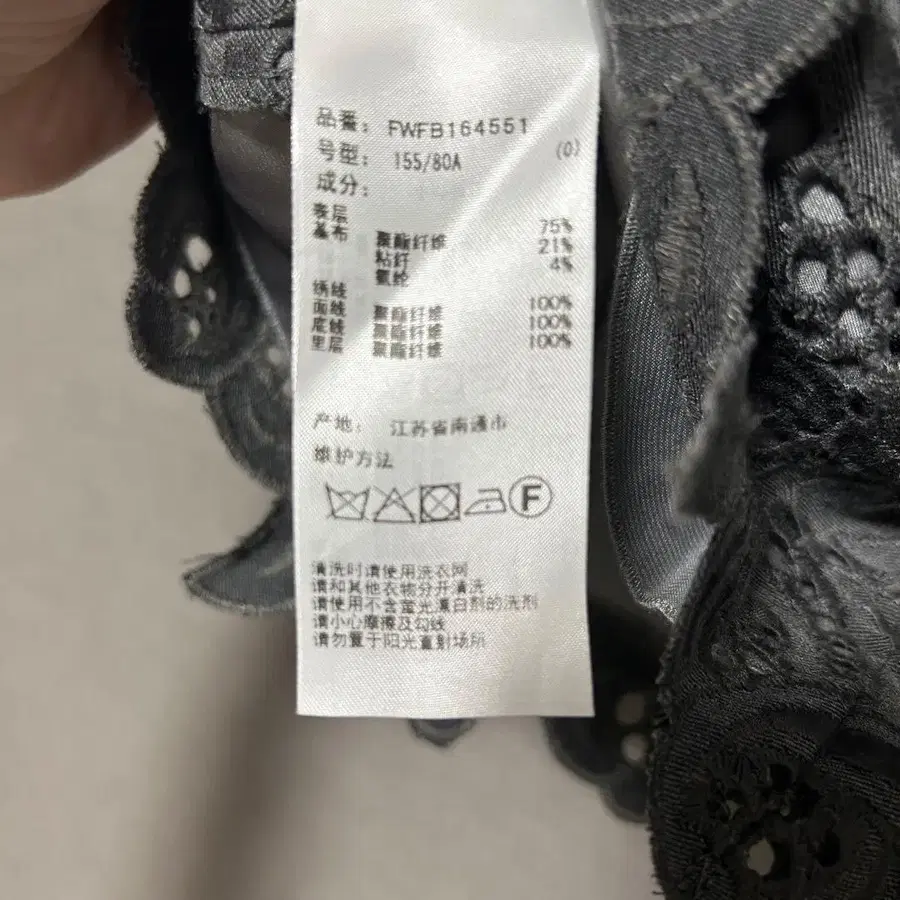 品番： FWFB164551
号型： 155/80A (0)
成分：
表层
基布 聚酯纤维 75%
粘纤 21%
氨纶 4%
绣线
面线 聚酯纤维 100%
底线 聚酯纤维 100%
里层 聚酯纤维 100%
产地： 江苏省南通市
维护方法
F
清洗时请使用洗衣网
请和其他衣物分开清洗
请使用不含萤光漂白剂的洗剂
请小心摩擦及勾线
请勿置于阳光直射场所